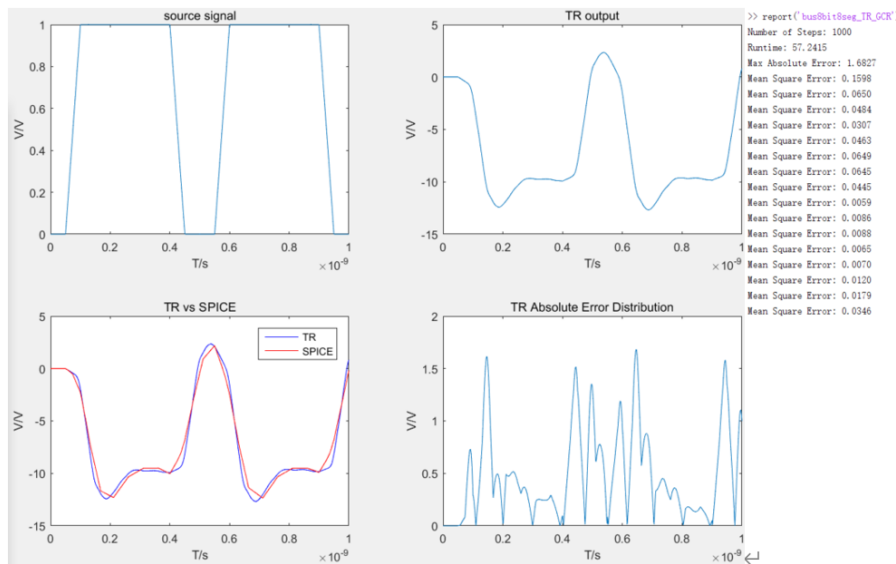 source signal
1
0.8
0.6
0.4
0.2
0
V/V
0 0.2 0.4 0.6 0.8 1
T/s
×10⁻⁹
TR output
5
0
-5
-10
-15
V/V
0 0.2 0.4 0.6 0.8 1
T/s
×10⁻⁹
TR vs SPICE
5
0
-5
-10
-15
V/V
TR
SPICE
0 0.2 0.4 0.6 0.8 1
T/s
×10⁻⁹
TR Absolute Error Distribution
2
1.5
1
0.5
0
V/V
0 0.2 0.4 0.6 0.8 1
T/s
×10⁻⁹
>> report('bus8bit8seg_TR_GCR'
Number of Steps: 1000
Runtime: 57.2415
Max Absolute Error: 1.6827
Mean Square Error: 0.1598
Mean Square Error: 0.0650
Mean Square Error: 0.0484
Mean Square Error: 0.0307
Mean Square Error: 0.0463
Mean Square Error: 0.0649
Mean Square Error: 0.0645
Mean Square Error: 0.0445
Mean Square Error: 0.0059
Mean Square Error: 0.0086
Mean Square Error: 0.0088
Mean Square Error: 0.0065
Mean Square Error: 0.0070
Mean Square Error: 0.0120
Mean Square Error: 0.0179
Mean Square Error: 0.0346